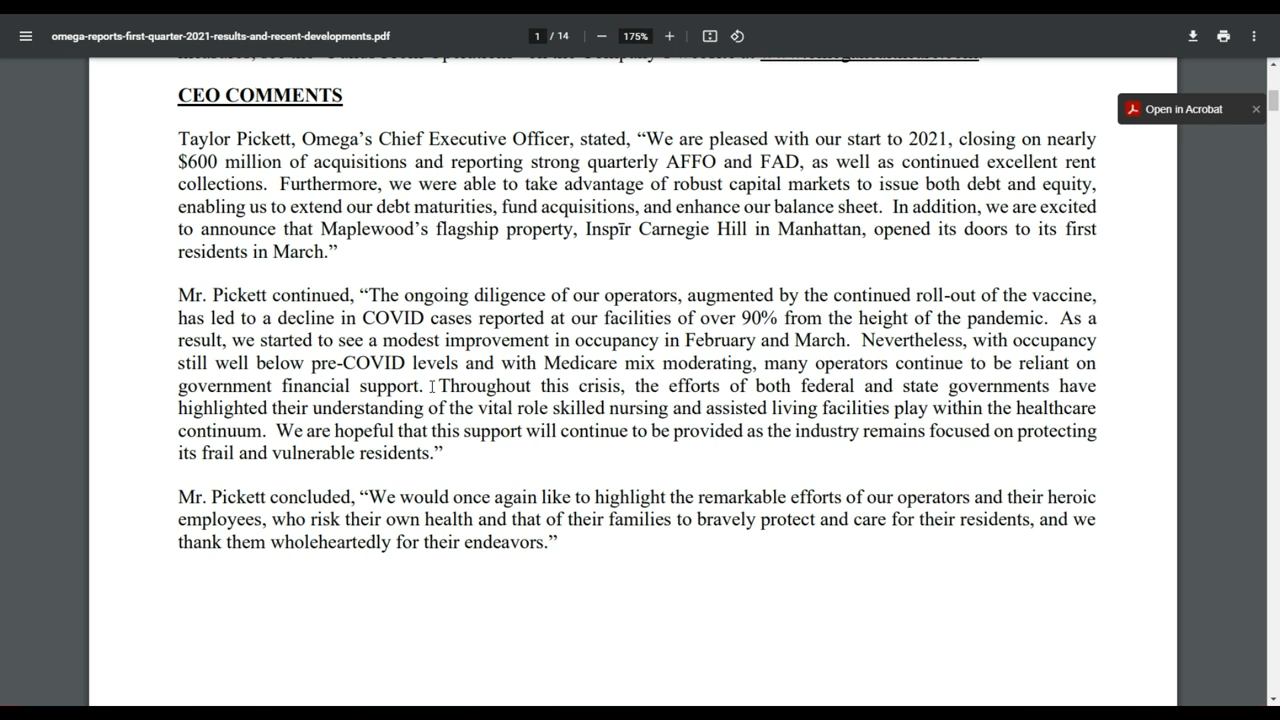 omega-reports-first-quarter-2021-results-and-recent-developments.pdf
1 / 14
175%
CEO COMMENTS
Open in Acrobat
Taylor Pickett, Omega’s Chief Executive Officer, stated, “We are pleased with our start to 2021, closing on nearly
$600 million of acquisitions and reporting strong quarterly AFFO and FAD, as well as continued excellent rent
collections. Furthermore, we were able to take advantage of robust capital markets to issue both debt and equity,
enabling us to extend our debt maturities, fund acquisitions, and enhance our balance sheet. In addition, we are excited
to announce that Maplewood’s flagship property, Inspīr Carnegie Hill in Manhattan, opened its doors to its first
residents in March.”
Mr. Pickett continued, “The ongoing diligence of our operators, augmented by the continued roll-out of the vaccine,
has led to a decline in COVID cases reported at our facilities of over 90% from the height of the pandemic. As a
result, we started to see a modest improvement in occupancy in February and March. Nevertheless, with occupancy
still well below pre-COVID levels and with Medicare mix moderating, many operators continue to be reliant on
government financial support. Throughout this crisis, the efforts of both federal and state governments have
highlighted their understanding of the vital role skilled nursing and assisted living facilities play within the healthcare
continuum. We are hopeful that this support will continue to be provided as the industry remains focused on protecting
its frail and vulnerable residents.”
Mr. Pickett concluded, “We would once again like to highlight the remarkable efforts of our operators and their heroic
employees, who risk their own health and that of their families to bravely protect and care for their residents, and we
thank them wholeheartedly for their endeavors.”